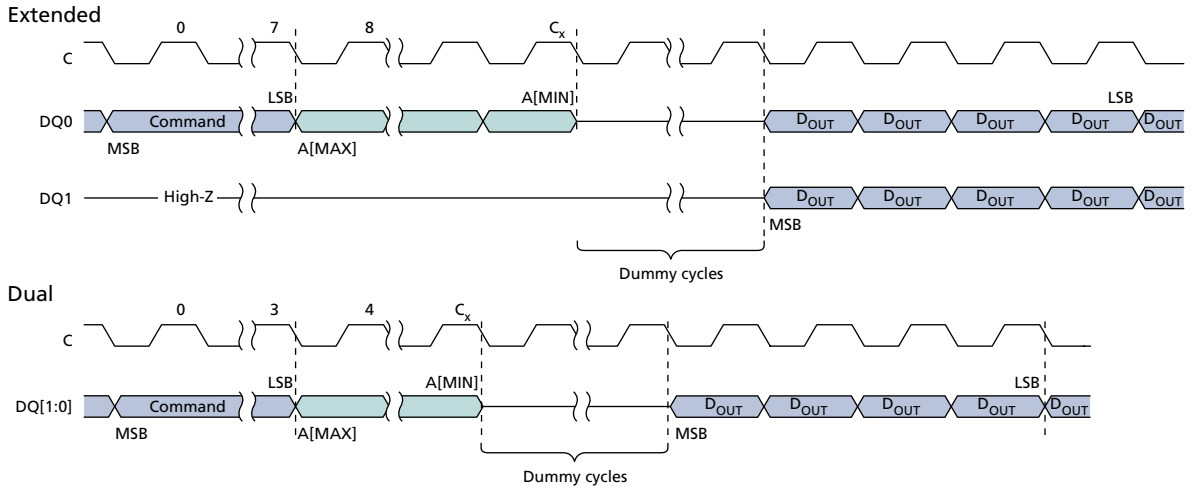 Extended
0 7 8 Cx
C
LSB A[MIN] LSB
DQ0 Command DOUT DOUT DOUT DOUT DOUT
MSB A[MAX]
DQ1 High-Z DOUT DOUT DOUT DOUT DOUT
MSB
Dummy cycles
Dual
0 3 4 Cx
C
LSB A[MIN] LSB
DQ[1:0] Command DOUT DOUT DOUT DOUT DOUT
MSB A[MAX] MSB
Dummy cycles